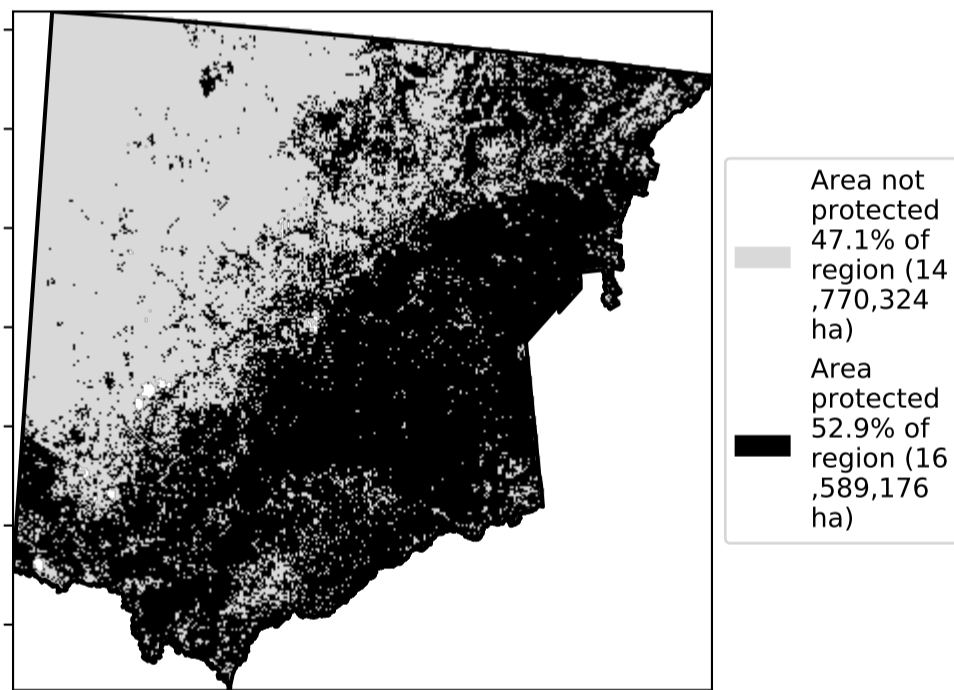 Area not
protected
47.1% of
region (14
,770,324
ha)
Area
protected
52.9% of
region (16
,589,176
ha)